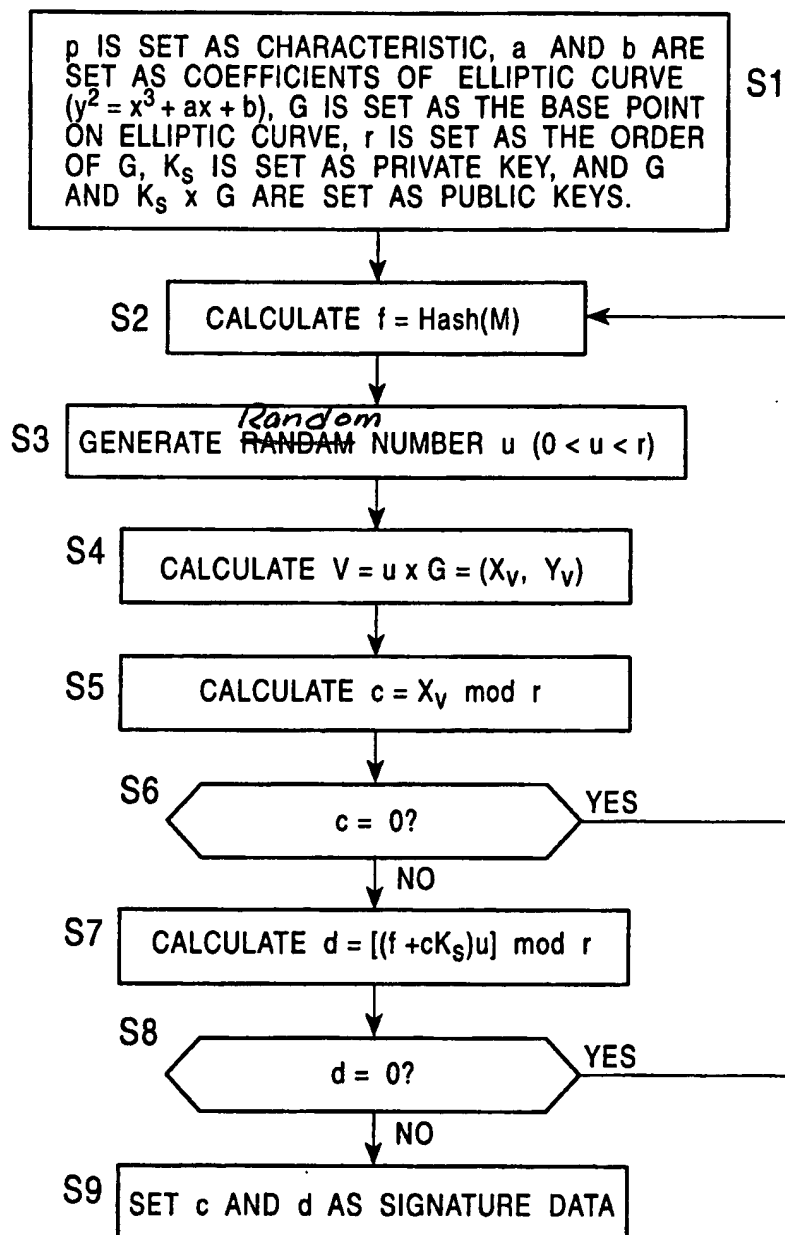 p IS SET AS CHARACTERISTIC, a AND b ARE
SET AS COEFFICIENTS OF ELLIPTIC CURVE
(y² = x³ + ax + b), G IS SET AS THE BASE POINT
ON ELLIPTIC CURVE, r IS SET AS THE ORDER
OF G, Kₛ IS SET AS PRIVATE KEY, AND G
AND Kₛ x G ARE SET AS PUBLIC KEYS.
S1
S2
CALCULATE f = Hash(M)
Random
S3
GENERATE RANDAM NUMBER u (0 < u < r)
S4
CALCULATE V = u x G = (Xᵥ, Yᵥ)
S5
CALCULATE c = Xᵥ mod r
S6
c = 0?
YES
NO
S7
CALCULATE d = [(f +cKₛ)u] mod r
S8
d = 0?
YES
NO
S9
SET c AND d AS SIGNATURE DATA